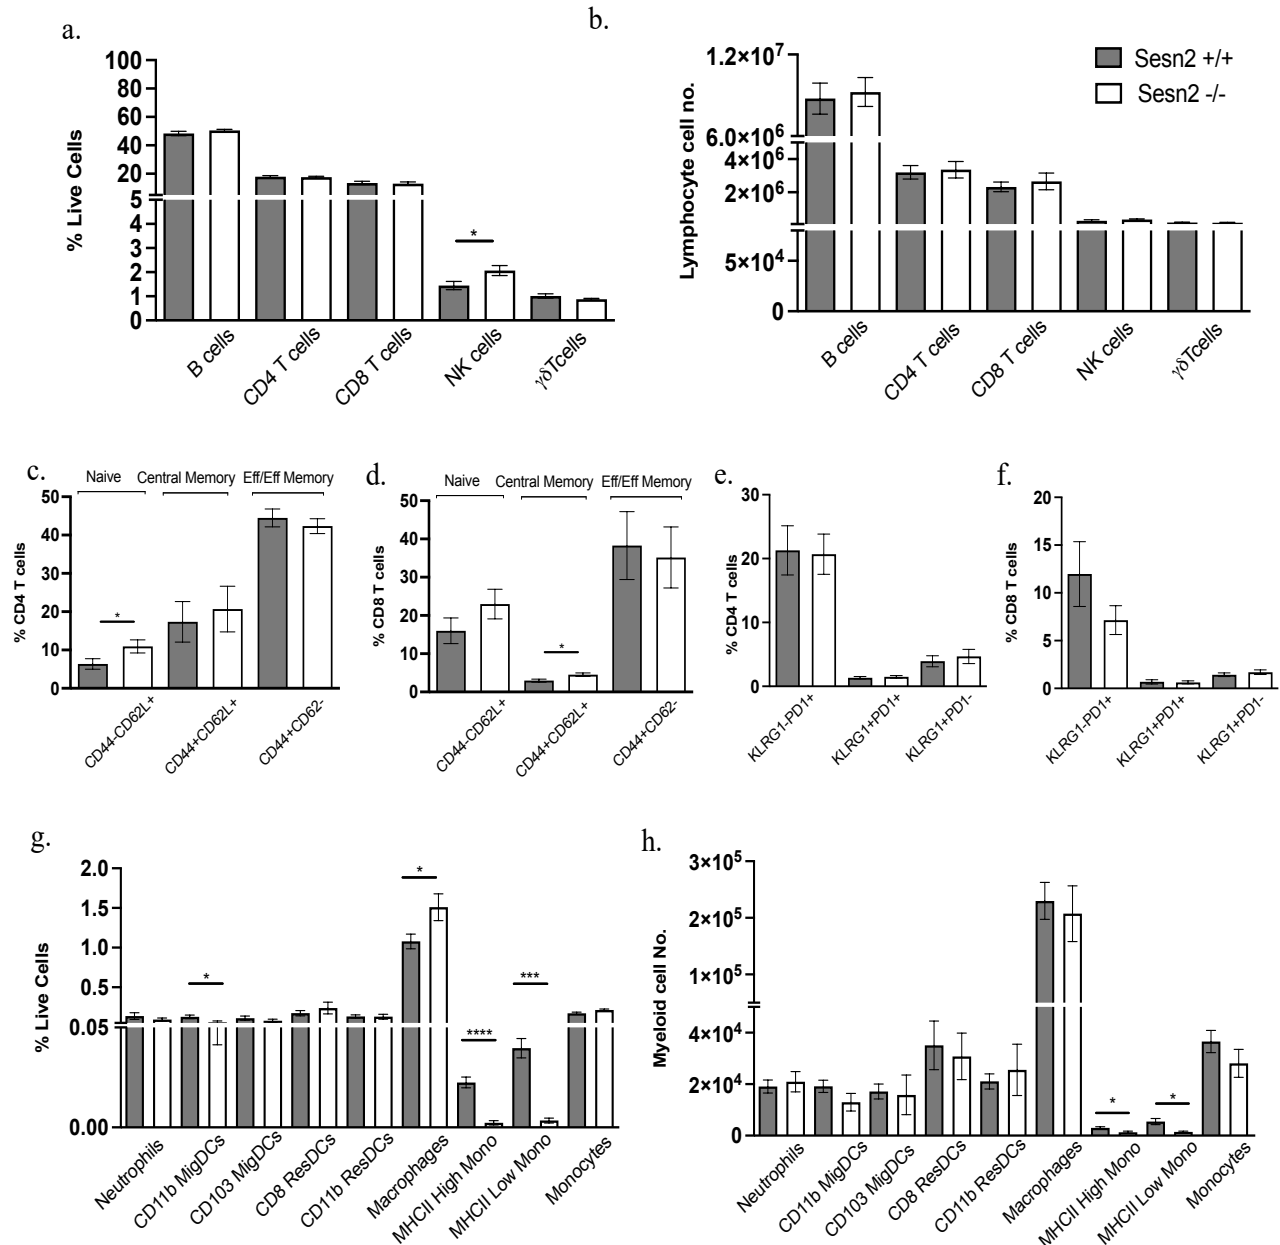 a.
100
80
60
40
20
5
4
3
2
1
0
% Live Cells
*
B cells
CD4 T cells
CD8 T cells
NK cells
γδTcells
b.
1.2×10⁷
6.0×10⁶
4×10⁶
2×10⁶
5×10⁴
0
Lymphocyte cell no.
Sesn2 +/+
Sesn2 -/-
B cells
CD4 T cells
CD8 T cells
NK cells
γδTcells
c.
Naive
Central Memory
Eff/Eff Memory
50
40
30
20
10
0
% CD4 T cells
*
CD44-CD62L+
CD44+CD62L+
CD44+CD62-
d.
Naive
Central Memory
Eff/Eff Memory
50
40
30
20
10
0
% CD8 T cells
*
CD44-CD62L+
CD44+CD62L+
CD44+CD62-
e.
30
20
10
0
% CD4 T cells
KLRG1-PD1+
KLRG1+PD1+
KLRG1+PD1-
f.
20
15
10
5
0
% CD8 T cells
KLRG1-PD1+
KLRG1+PD1+
KLRG1+PD1-
g.
2.0
1.5
1.0
0.5
0.05
0.00
% Live Cells
*
*
****
***
Neutrophils
CD11b MigDCs
CD103 MigDCs
CD8 ResDCs
CD11b ResDCs
Macrophages
MHCII High Mono
MHCII Low Mono
Monocytes
h.
3×10⁵
2×10⁵
1×10⁵
4×10⁴
2×10⁴
0
Myeloid cell No.
*
*
Neutrophils
CD11b MigDCs
CD103 MigDCs
CD8 ResDCs
CD11b ResDCs
Macrophages
MHCII High Mono
MHCII Low Mono
Monocytes